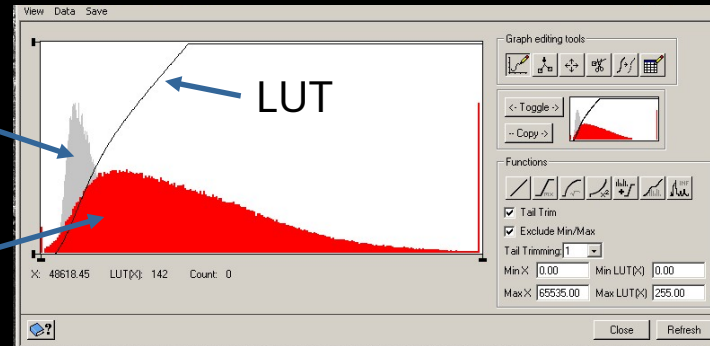 View Data Save
LUT
X: 48618.45 LUT(X): 142 Count: 0
Graph editing tools
<- Toggle ->
-- Copy ->
Functions
Tail Trim
Exclude Min/Max
Tail Trimming: 1
Min X 0.00 Min LUT(X) 0.00
Max X 65535.00 Max LUT(X) 255.00
Close Refresh